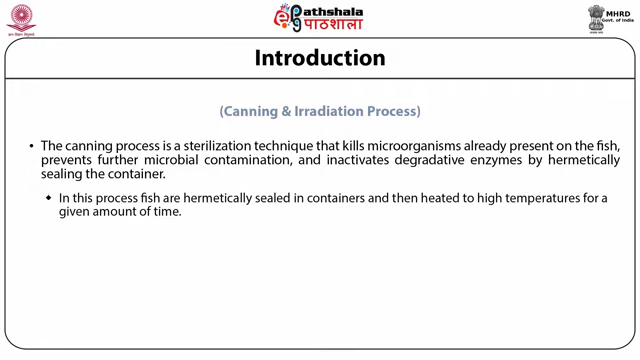 ePathshala
पाठशाला
MHRD
Govt. of India
Introduction
(Canning & Irradiation Process)
• The canning process is a sterilization technique that kills microorganisms already present on the fish,
prevents further microbial contamination, and inactivates degradative enzymes by hermetically
sealing the container.
◆ In this process fish are hermetically sealed in containers and then heated to high temperatures for a
given amount of time.